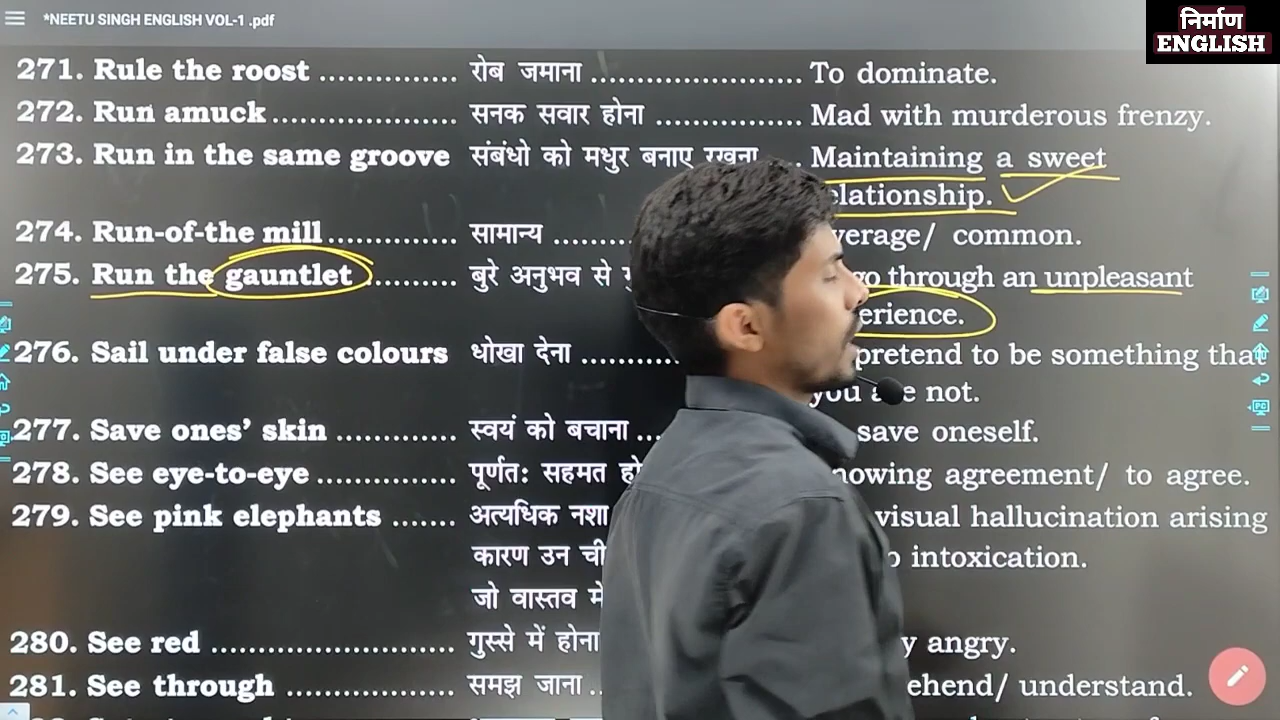 *NEETU SINGH ENGLISH VOL-1 .pdf
निर्माण
ENGLISH
271. Rule the roost ................ रोब जमाना ........................ To dominate.
272. Run amuck ..................... सनक सवार होना ................ Mad with murderous frenzy.
273. Run in the same groove संबंधो को मधुर बनाए रखना .... Maintaining a sweet
elationship.
274. Run-of-the mill ............... सामान्य verage/ common.
275. Run the gauntlet .......... बुरे अनुभव से go through an unpleasant
erience.
276. Sail under false colours धोखा देना ........... pretend to be something that
you are not.
277. Save ones’ skin .............. स्वयं को बचाना ... save oneself.
278. See eye-to-eye ................. पूर्णत: सहमत हो nowing agreement/ to agree.
279. See pink elephants ....... अत्यधिक नशा visual hallucination arising
कारण उन ची o intoxication.
जो वास्तव में
280. See red ............................. गुस्से में होना y angry.
281. See through .................... समझ जाना .. ehend/ understand.